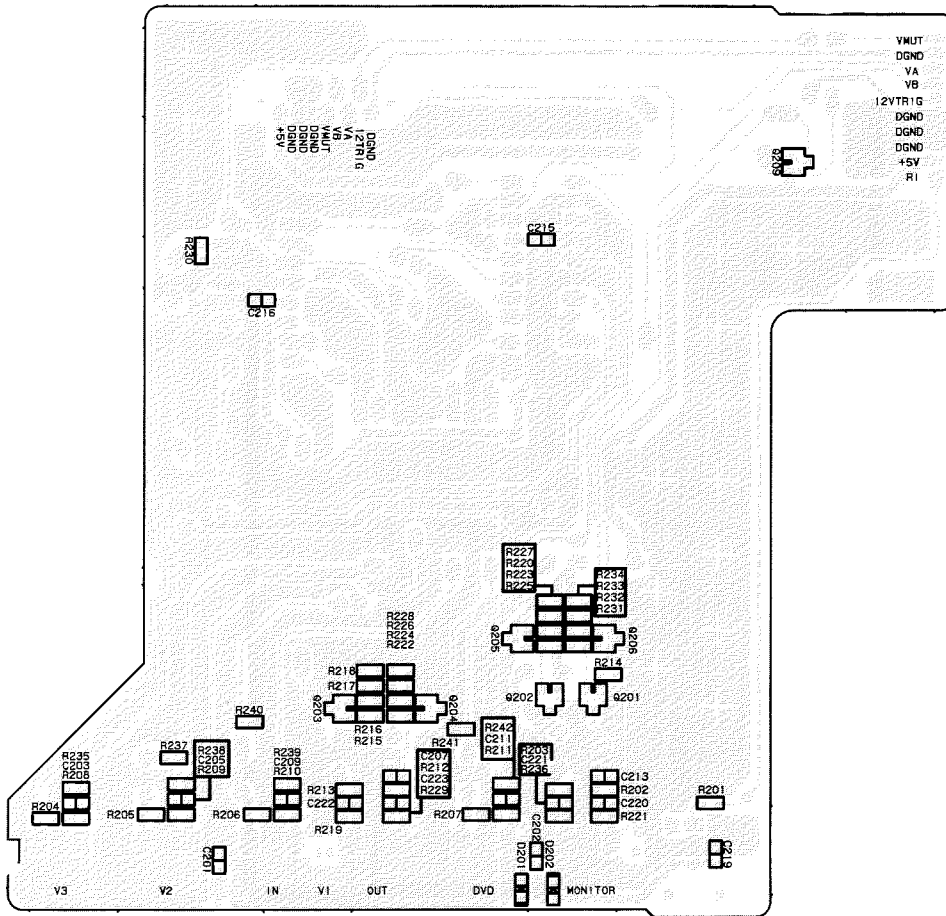 VMUT
DGND
VA
VB
12VTRIG
DGND
DGND
DGND
+5V
RI
+5V
DGND
DGND
DGND
VMUT
VB
VA
12TRIG
DGND
Q209
R230
C215
C216
R227
R220
R223
R225
R234
R233
R232
R231
Q205
Q206
R228
R226
R224
R222
R218
R217
Q203
Q204
R216
R215
R214
Q202
Q201
R240
R241
R242
C211
R211
R203
C221
R236
R235
C203
R208
R237
R238
C205
R209
R239
C209
R210
C207
R212
C223
R229
R213
C222
R219
C213
R202
C220
R221
R201
R204
R205
R206
R207
C201
D201
C202
D202
C219
V3
V2
IN
V1
OUT
DVD
MONITOR